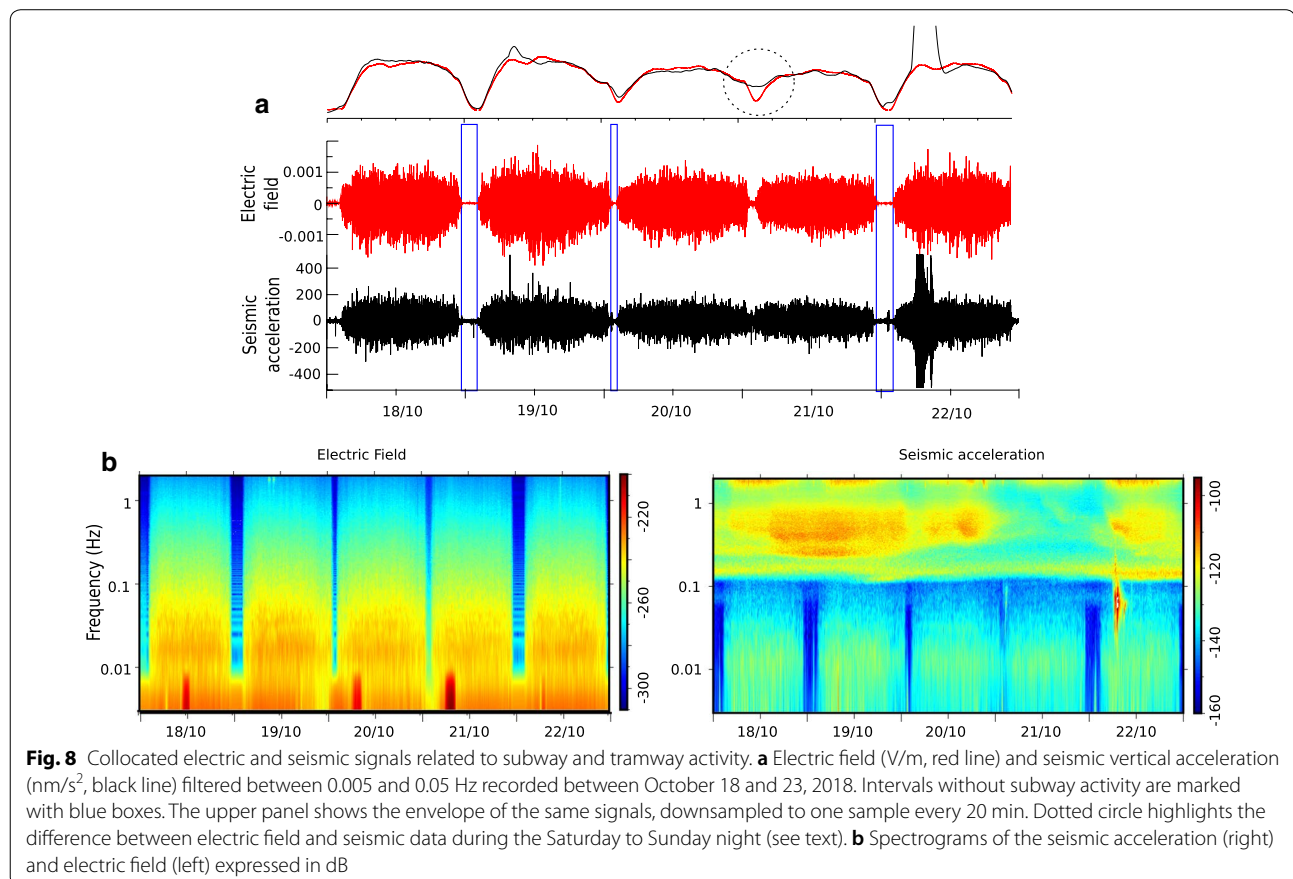 a
Electric
field
0.001
0
-0.001
Seismic
acceleration
400
200
0
-200
-400
18/10 19/10 20/10 21/10 22/10
b
Electric Field
Seismic acceleration
Frequency (Hz)
1
0.1
0.01
-220
-260
-300
1
0.1
0.01
-100
-120
-140
-160
18/10 19/10 20/10 21/10 22/10
18/10 19/10 20/10 21/10 22/10
Fig. 8 Collocated electric and seismic signals related to subway and tramway activity. a Electric field (V/m, red line) and seismic vertical acceleration
(nm/s², black line) filtered between 0.005 and 0.05 Hz recorded between October 18 and 23, 2018. Intervals without subway activity are marked
with blue boxes. The upper panel shows the envelope of the same signals, downsampled to one sample every 20 min. Dotted circle highlights the
difference between electric field and seismic data during the Saturday to Sunday night (see text). b Spectrograms of the seismic acceleration (right)
and electric field (left) expressed in dB